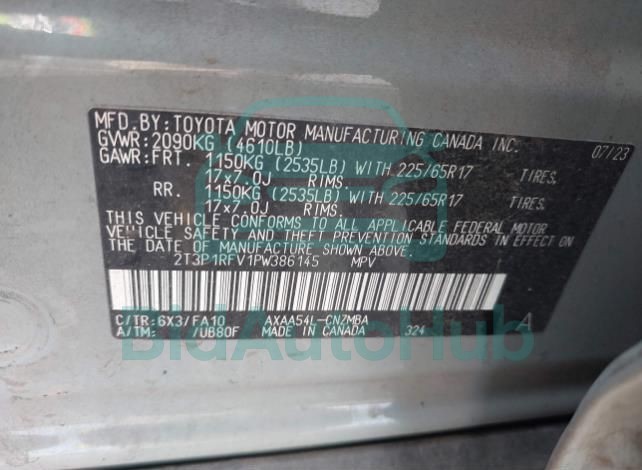 MFD.BY:TOYOTA MOTOR MANUFACTURING CANADA INC.
GVWR:2090KG (4610LB) 07/23
GAWR:FRT. 1150KG (2535LB) WITH 225/65R17 TIRES.
17x7.0J RIMS.
RR. 1150KG (2535LB) WITH 225/65R17 TIRES.
17x7.0J RIMS.
THIS VEHICLE CONFORMS TO ALL APPLICABLE FEDERAL MOTOR
VEHICLE SAFETY AND THEFT PREVENTION STANDARDS IN EFFECT ON
THE DATE OF MANUFACTURE SHOWN ABOVE.
2T3P1RFV1PW386145 MPV
C/TR:6X3/FA10 AXAA54L-CNZMBA A
A/TM: /UB80F MADE IN CANADA 324
BidAutoHub